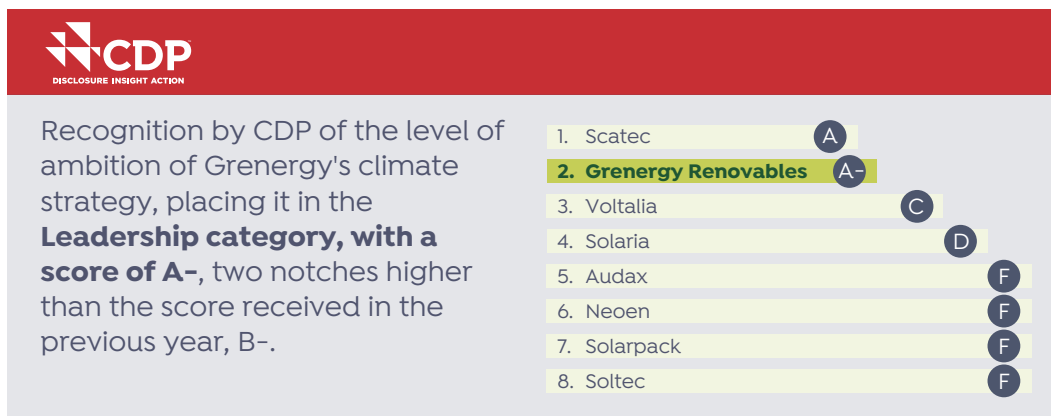 CDP
DISCLOSURE INSIGHT ACTION
Recognition by CDP of the level of
ambition of Grenergy's climate
strategy, placing it in the
Leadership category, with a
score of A-, two notches higher
than the score received in the
previous year, B-.
1. Scatec A
2. Grenergy Renovables A-
3. Voltalia C
4. Solaria D
5. Audax F
6. Neoen F
7. Solarpack F
8. Soltec F